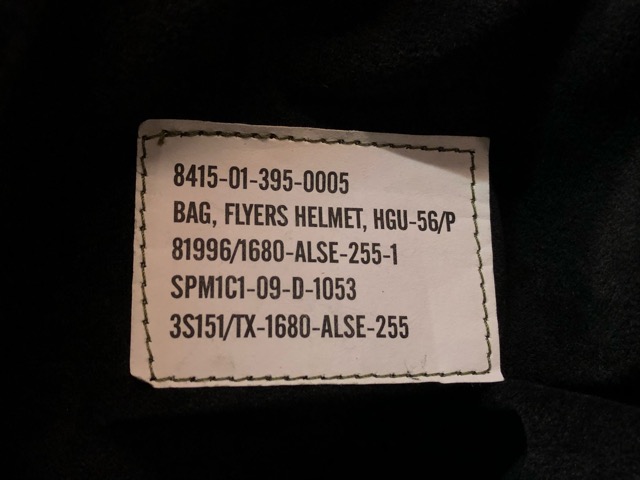 8415-01-395-0005
BAG, FLYERS HELMET, HGU-56/P
81996/1680-ALSE-255-1
SPM1C1-09-D-1053
3S151/TX-1680-ALSE-255